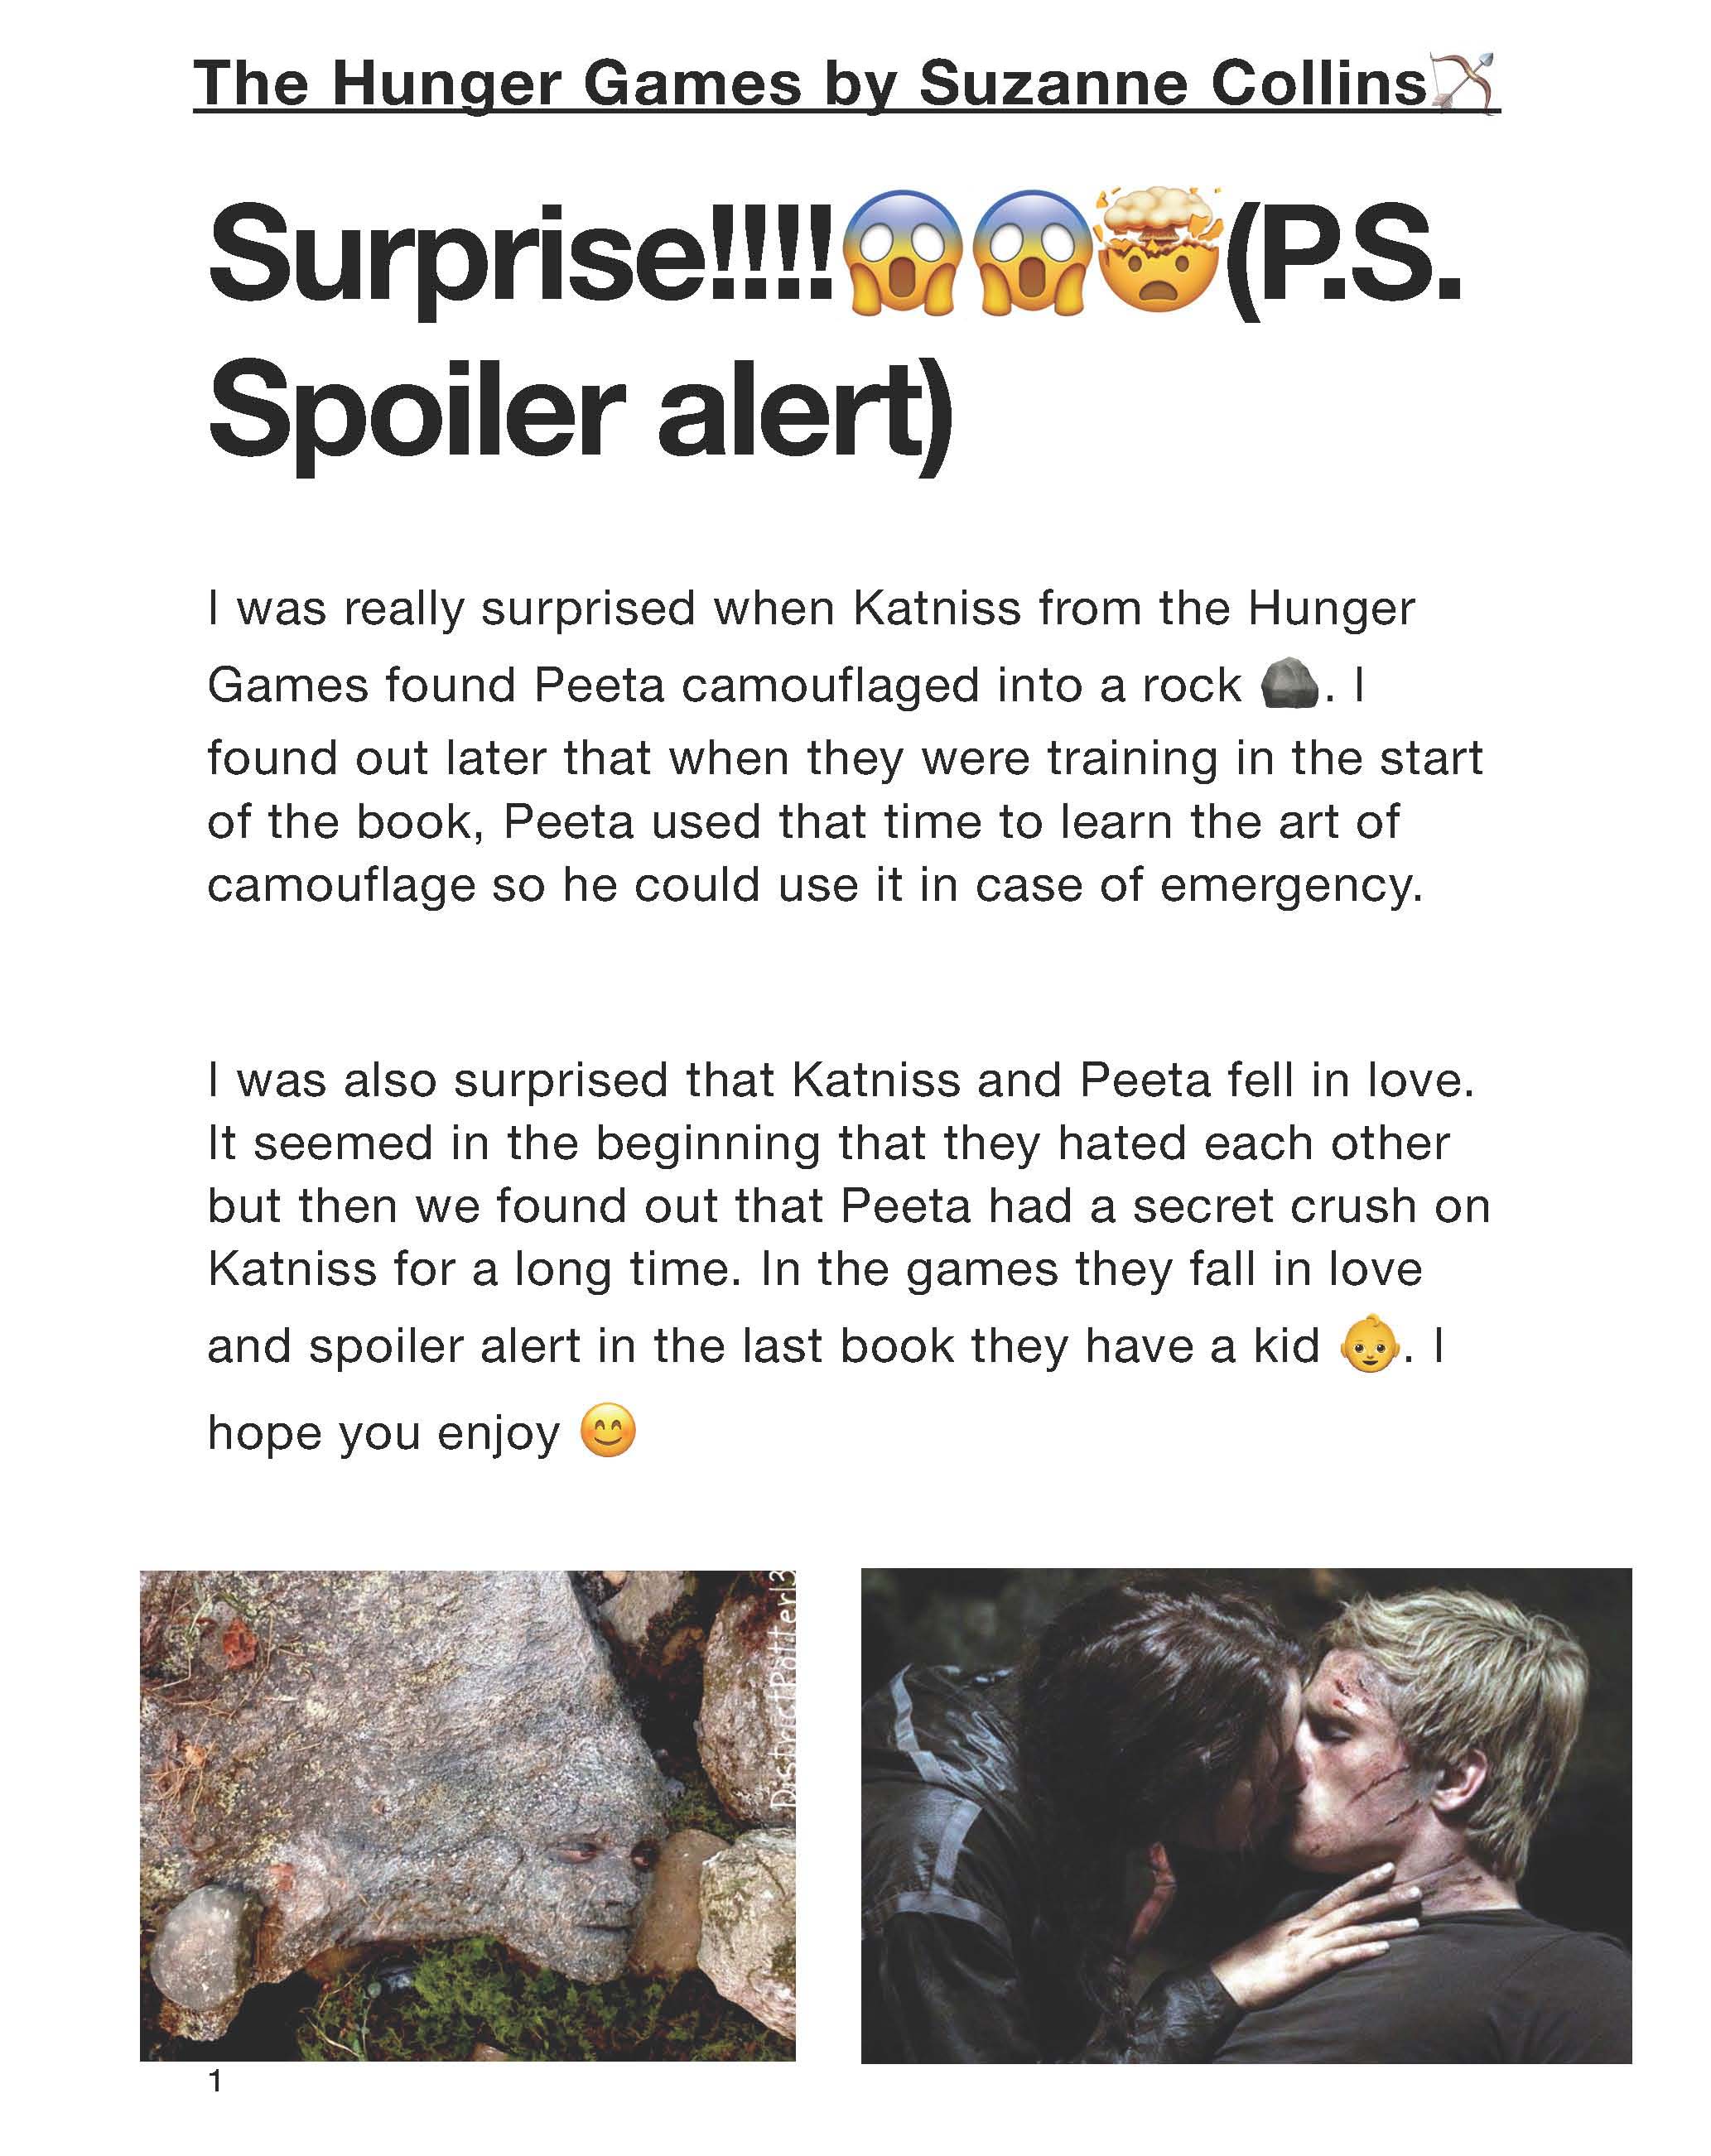 The Hunger Games by Suzanne Collins🏹
Surprise!!!!😱😱🤯(P.S.
Spoiler alert)
I was really surprised when Katniss from the Hunger
Games found Peeta camouflaged into a rock 🪨. I
found out later that when they were training in the start
of the book, Peeta used that time to learn the art of
camouflage so he could use it in case of emergency.
I was also surprised that Katniss and Peeta fell in love.
It seemed in the beginning that they hated each other
but then we found out that Peeta had a secret crush on
Katniss for a long time. In the games they fall in love
and spoiler alert in the last book they have a kid 👶. I
hope you enjoy 😊
DistrictPotter13
1